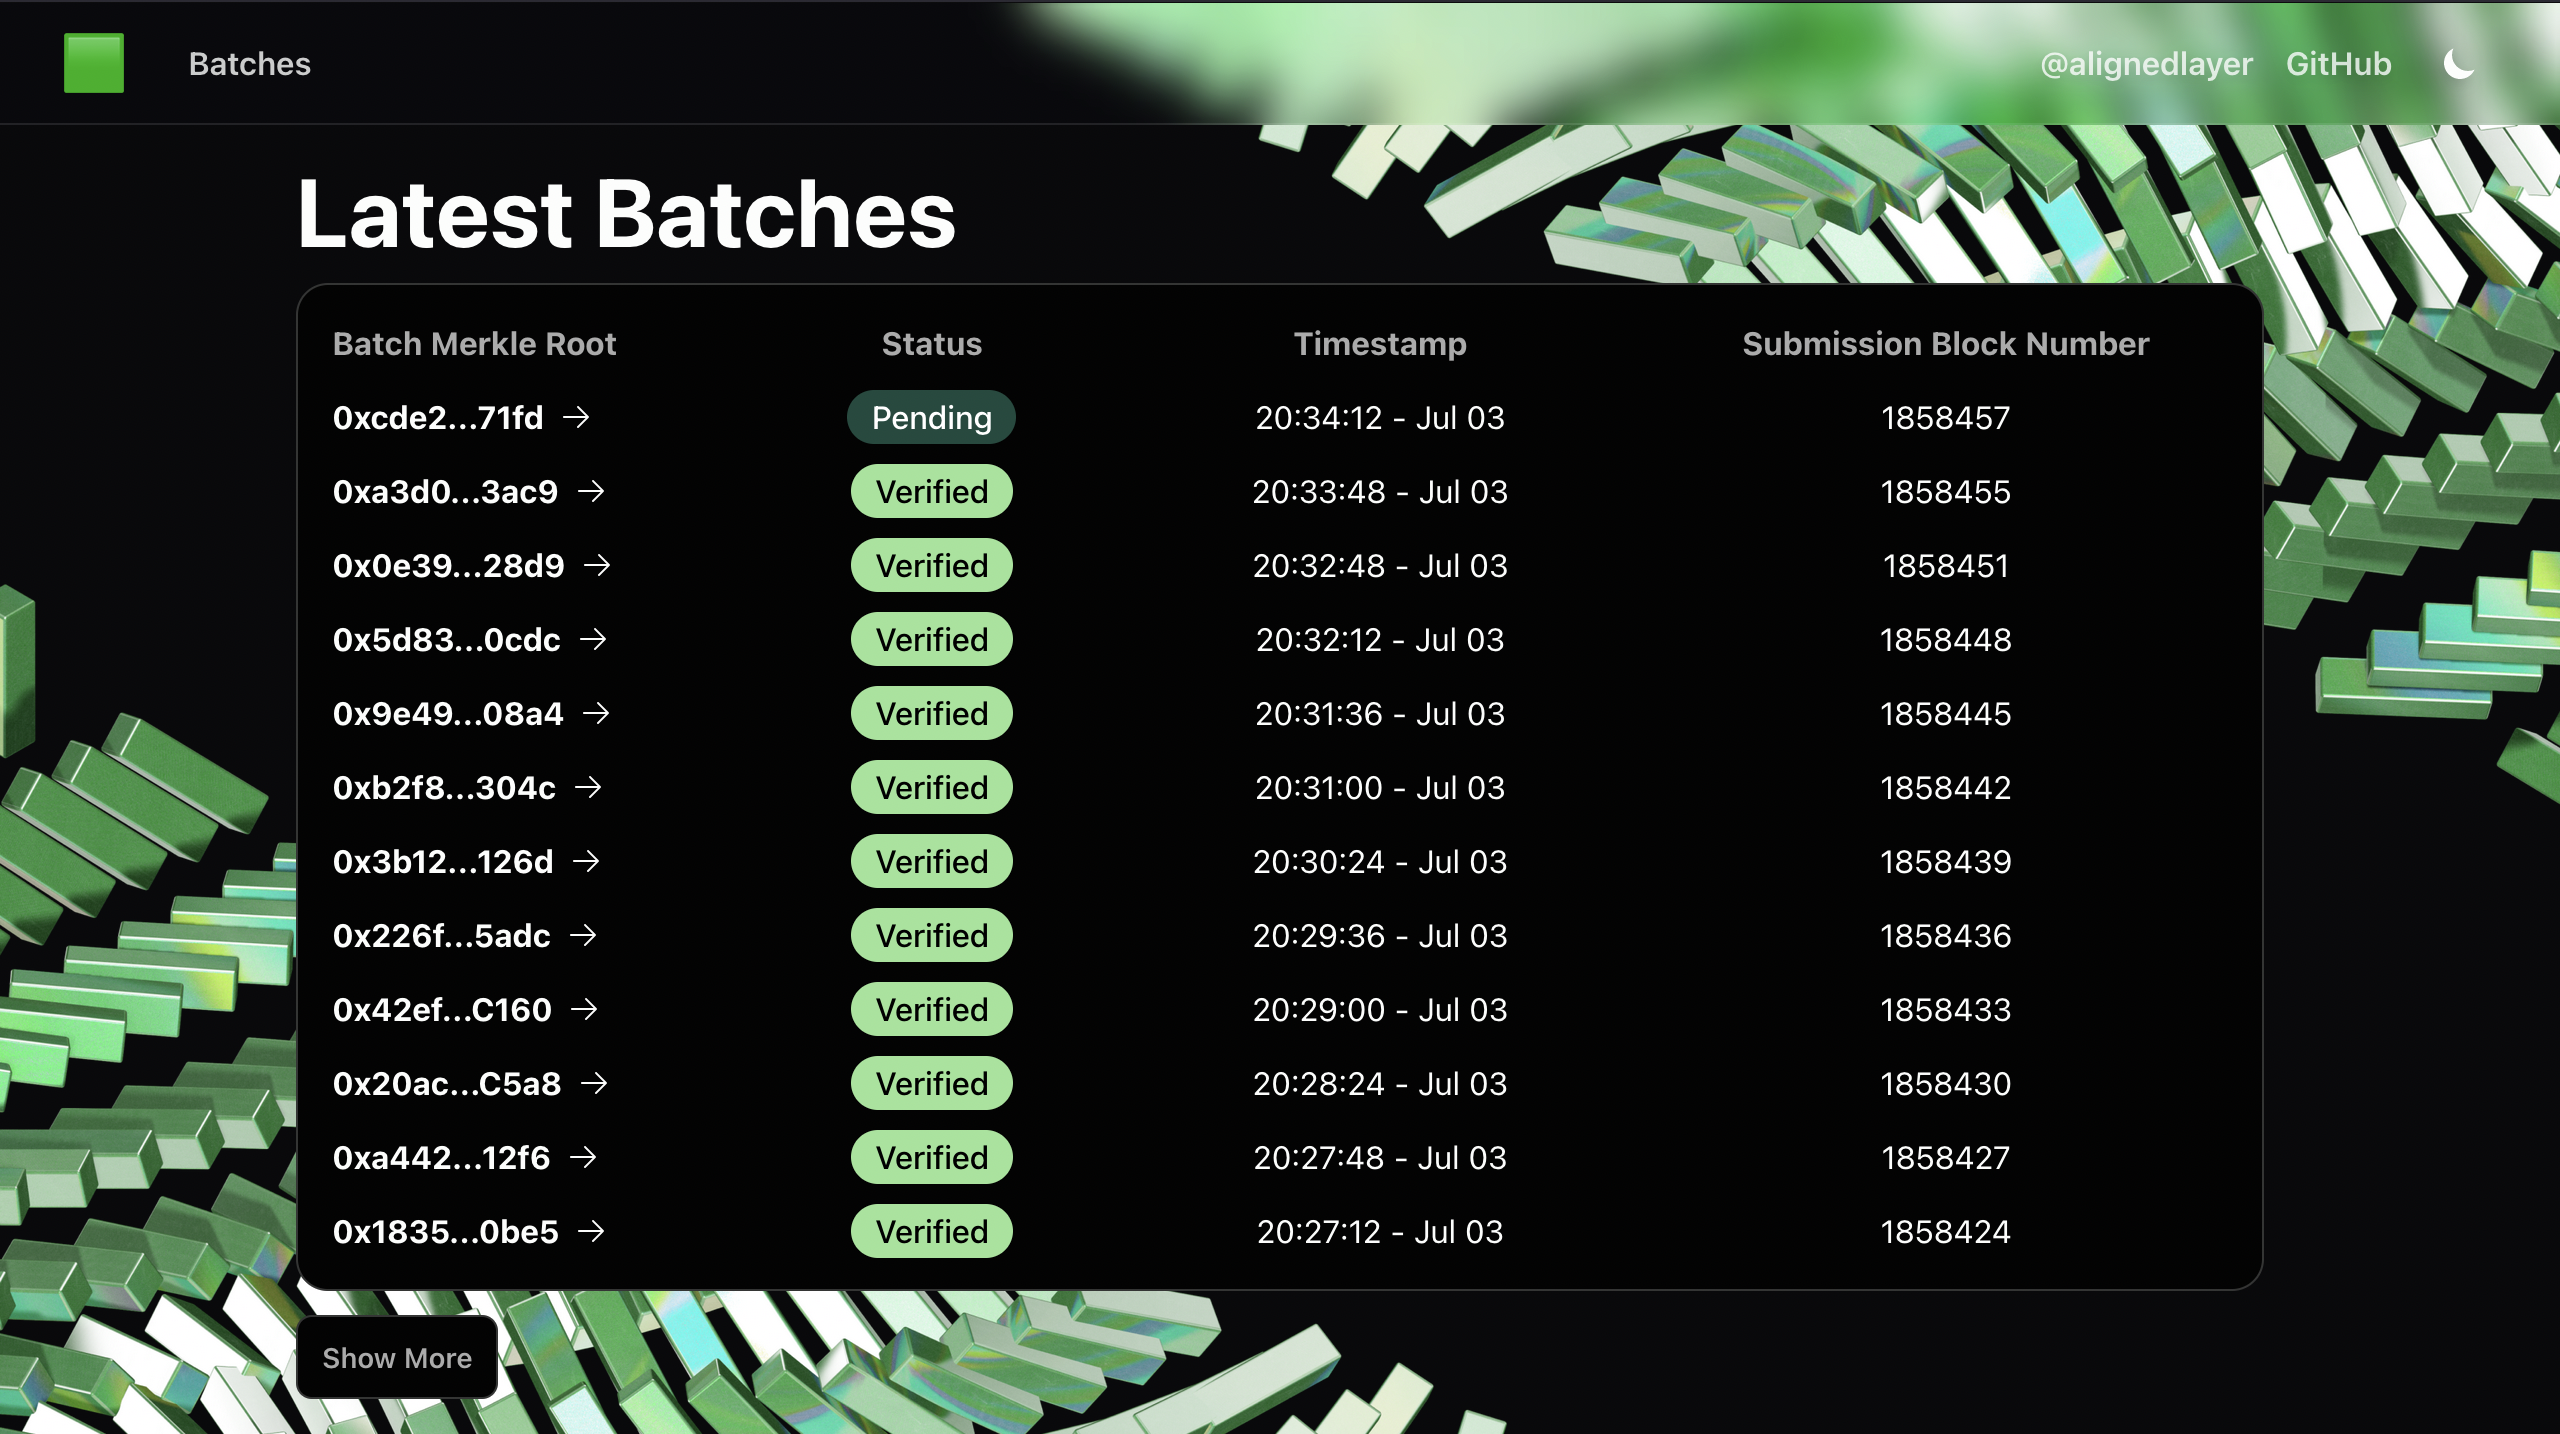 Batches @alignedlayer GitHub
Latest Batches
Batch Merkle Root Status Timestamp Submission Block Number
0xcde2...71fd → Pending 20:34:12 - Jul 03 1858457
0xa3d0...3ac9 → Verified 20:33:48 - Jul 03 1858455
0x0e39...28d9 → Verified 20:32:48 - Jul 03 1858451
0x5d83...0cdc → Verified 20:32:12 - Jul 03 1858448
0x9e49...08a4 → Verified 20:31:36 - Jul 03 1858445
0xb2f8...304c → Verified 20:31:00 - Jul 03 1858442
0x3b12...126d → Verified 20:30:24 - Jul 03 1858439
0x226f...5adc → Verified 20:29:36 - Jul 03 1858436
0x42ef...C160 → Verified 20:29:00 - Jul 03 1858433
0x20ac...C5a8 → Verified 20:28:24 - Jul 03 1858430
0xa442...12f6 → Verified 20:27:48 - Jul 03 1858427
0x1835...0be5 → Verified 20:27:12 - Jul 03 1858424
Show More